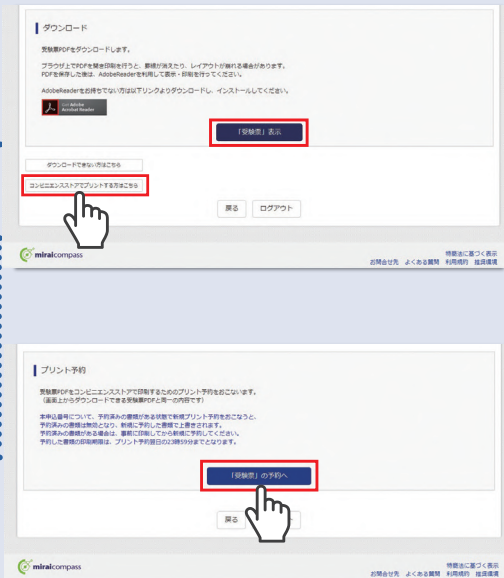 ダウンロード
受験票PDFをダウンロードします。
ブラウザ上でPDFを開き印刷を行うと、罫線が消えたり、レイアウトが崩れる場合があります。
PDFを保存した後は、AdobeReaderを利用して表示・印刷を行ってください。
AdobeReaderをお持ちでない方は以下リンクよりダウンロードし、インストールしてください。
Get Adobe
Acrobat Reader
「受験票」表示
ダウンロードできない方はこちら
コンビニエンスストアでプリントする方はこちら
戻る ログアウト
miraicompass
特商法に基づく表示
お問合せ先 よくある質問 利用規約 推奨環境
プリント予約
受験票PDFをコンビニエンスストアで印刷するためのプリント予約をおこないます。
（画面上からダウンロードできる受験票PDFと同一の内容です）
本申込番号について、予約済みの書類がある状態で新規プリント予約をおこなうと、
予約済みの書類は無効となり、新規に予約した書類で上書きされます。
予約済みの書類がある場合は、事前に印刷してから新規に予約してください。
予約した書類の印刷期限は、プリント予約翌日の23時59分までとなります。
「受験票」の予約へ
戻る
miraicompass
特商法に基づく表示
お問合せ先 よくある質問 利用規約 推奨環境